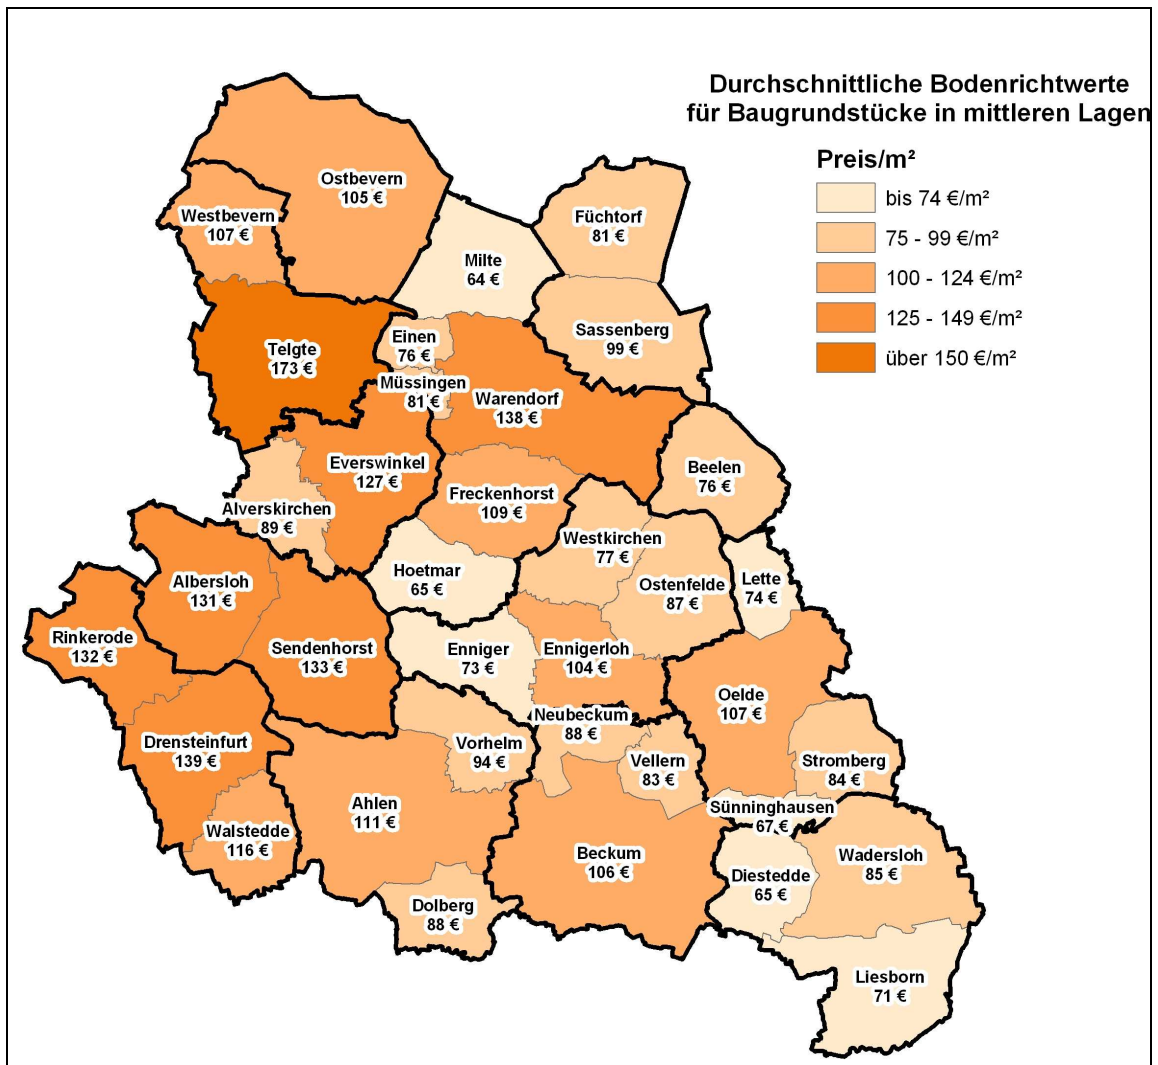 Durchschnittliche Bodenrichtwerte
für Baugrundstücke in mittleren Lagen
Preis/m²
bis 74 €/m²
75 - 99 €/m²
100 - 124 €/m²
125 - 149 €/m²
über 150 €/m²
Ostbevern
105 €
Westbevern
107 €
Füchtorf
81 €
Milte
64 €
Sassenberg
99 €
Einen
76 €
Telgte
173 €
Müssingen
81 €
Warendorf
138 €
Everswinkel
127 €
Beelen
76 €
Freckenhorst
109 €
Alverskirchen
89 €
Westkirchen
77 €
Hoetmar
65 €
Ostenfelde
87 €
Lette
74 €
Albersloh
131 €
Rinkerode
132 €
Sendenhorst
133 €
Enniger
73 €
Ennigerloh
104 €
Oelde
107 €
Neubeckum
88 €
Drensteinfurt
139 €
Vorhelm
94 €
Vellern
83 €
Stromberg
84 €
Ahlen
111 €
Sünninghausen
67 €
Walstedde
116 €
Beckum
106 €
Wadersloh
85 €
Diestedde
65 €
Dolberg
88 €
Liesborn
71 €